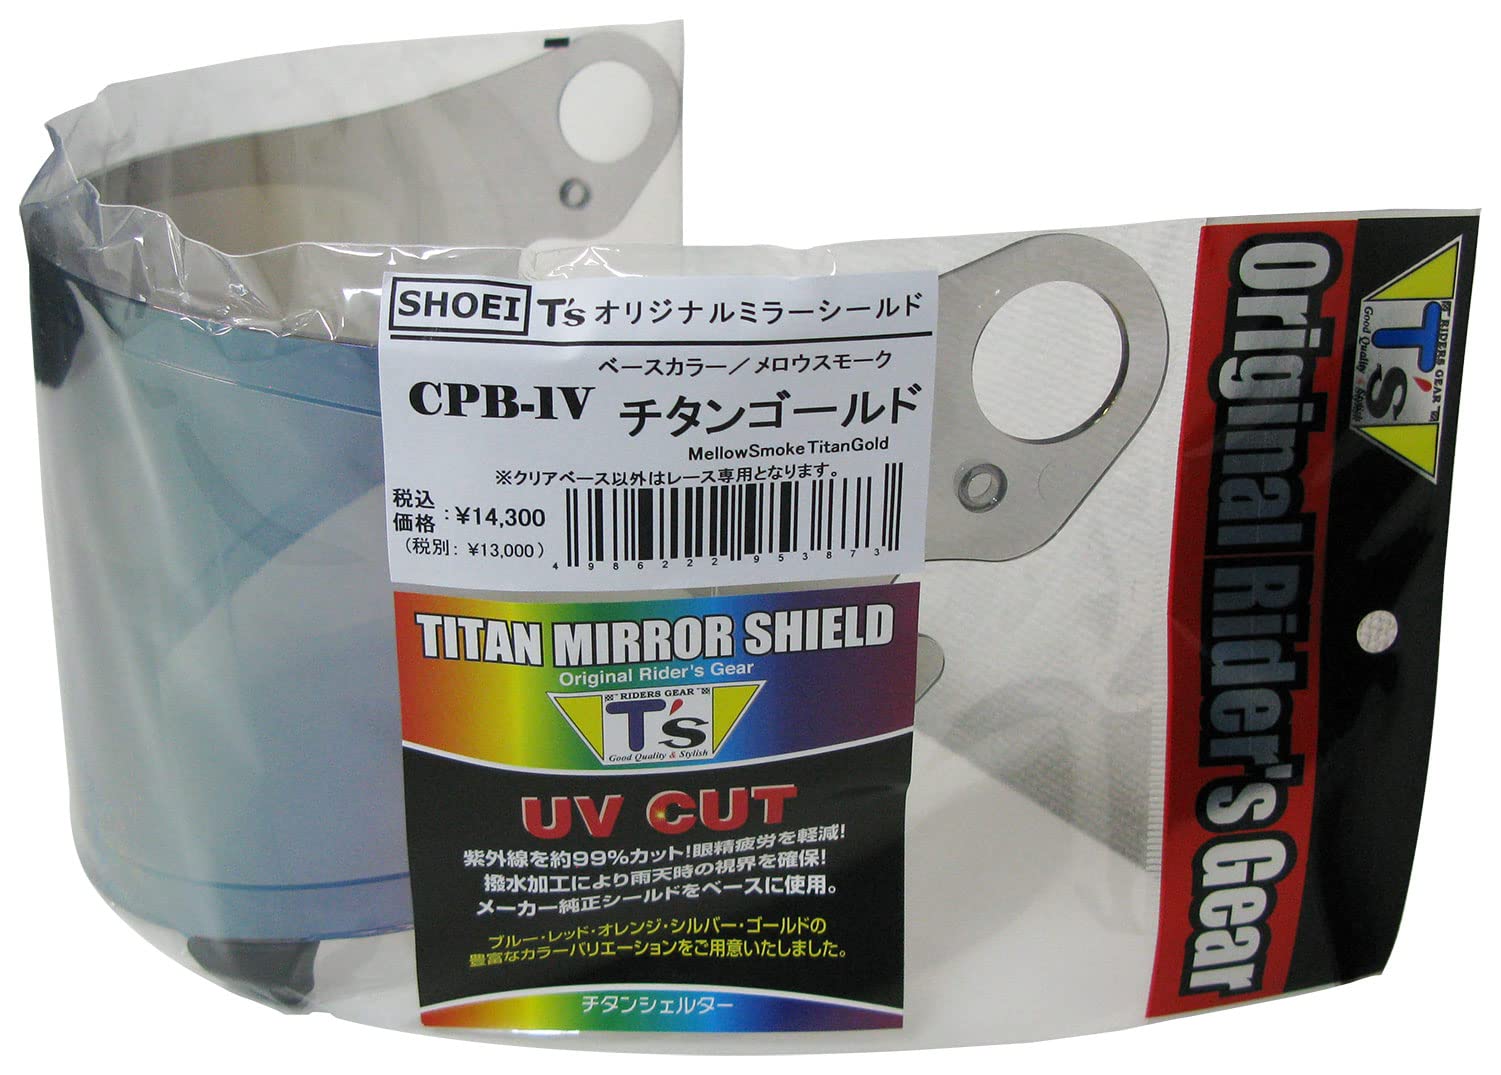 SHOEI T'sオリジナルミラーシールド
ベースカラー／メロウスモーク
CPB-1V チタンゴールド
MellowSmokeTitanGold
※クリアベース以外はレース専用となります。
税込
価格:¥14,300
(税別: ¥13,000)
4986222953873
TITAN MIRROR SHIELD
Original Rider's Gear
RIDERS GEAR
T's
Good Quality & Stylish
UV CUT
紫外線を約99%カット!眼精疲労を軽減!
撥水加工により雨天時の視界を確保!
メーカー純正シールドをベースに使用。
ブルー・レッド・オレンジ・シルバー・ゴールドの
豊富なカラーバリエーションをご用意いたしました。
チタンシェルター
Original Rider's Gear
RIDERS GEAR
T's
Good Quality & Stylish